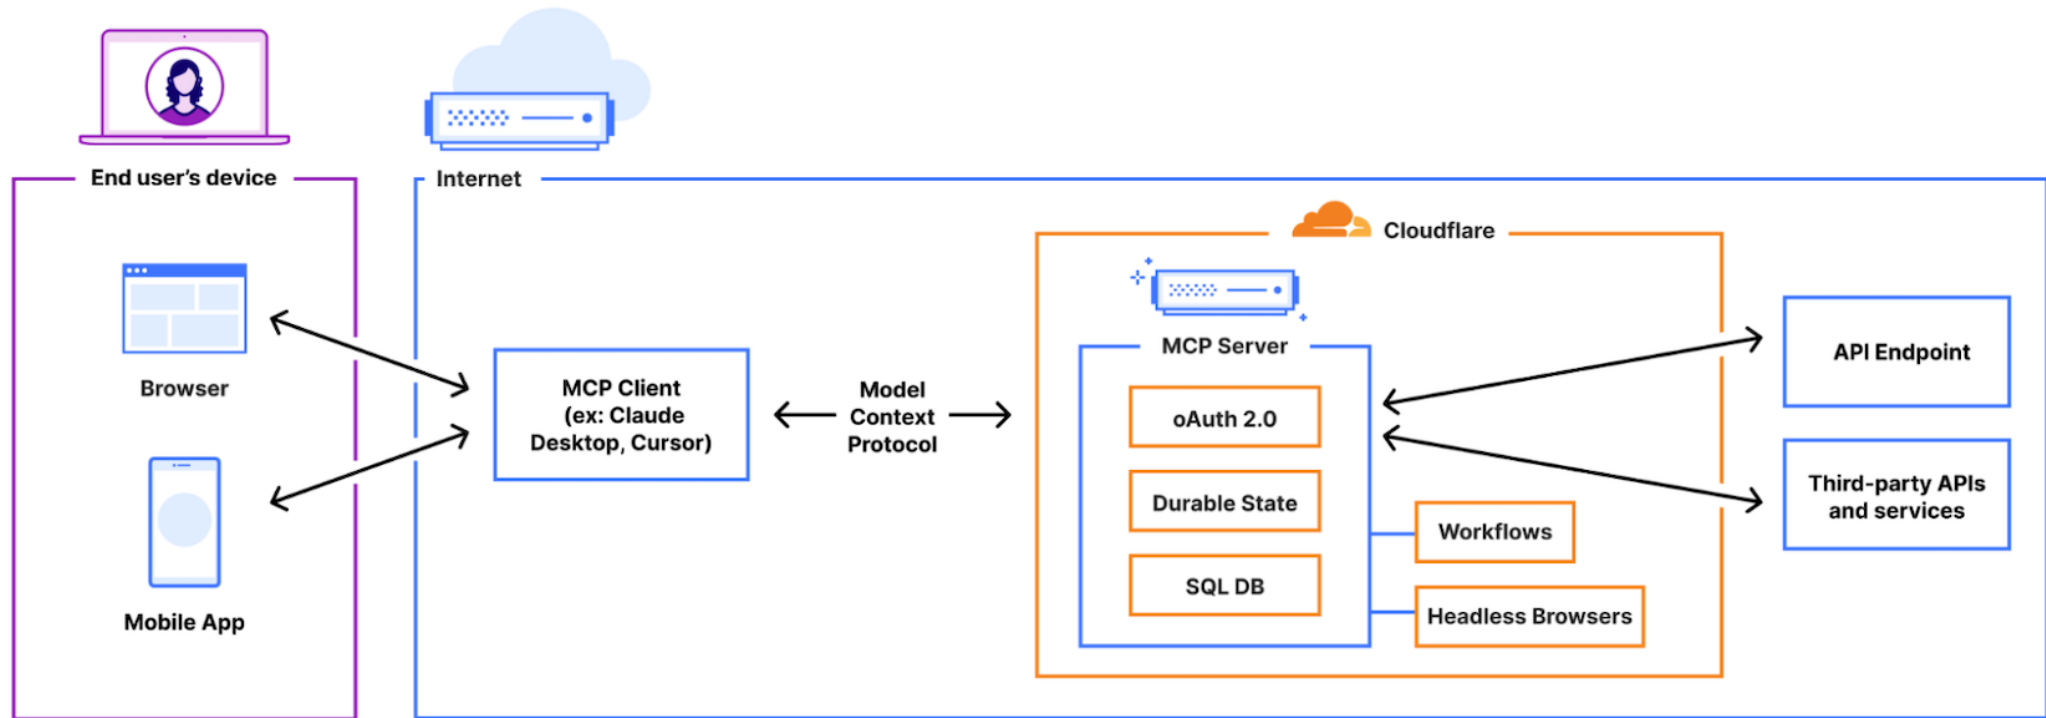 End user's device
Internet
Cloudflare
Browser
Mobile App
MCP Client
(ex: Claude
Desktop, Cursor)
Model
Context
Protocol
MCP Server
oAuth 2.0
Durable State
SQL DB
Workflows
Headless Browsers
API Endpoint
Third-party APIs
and services